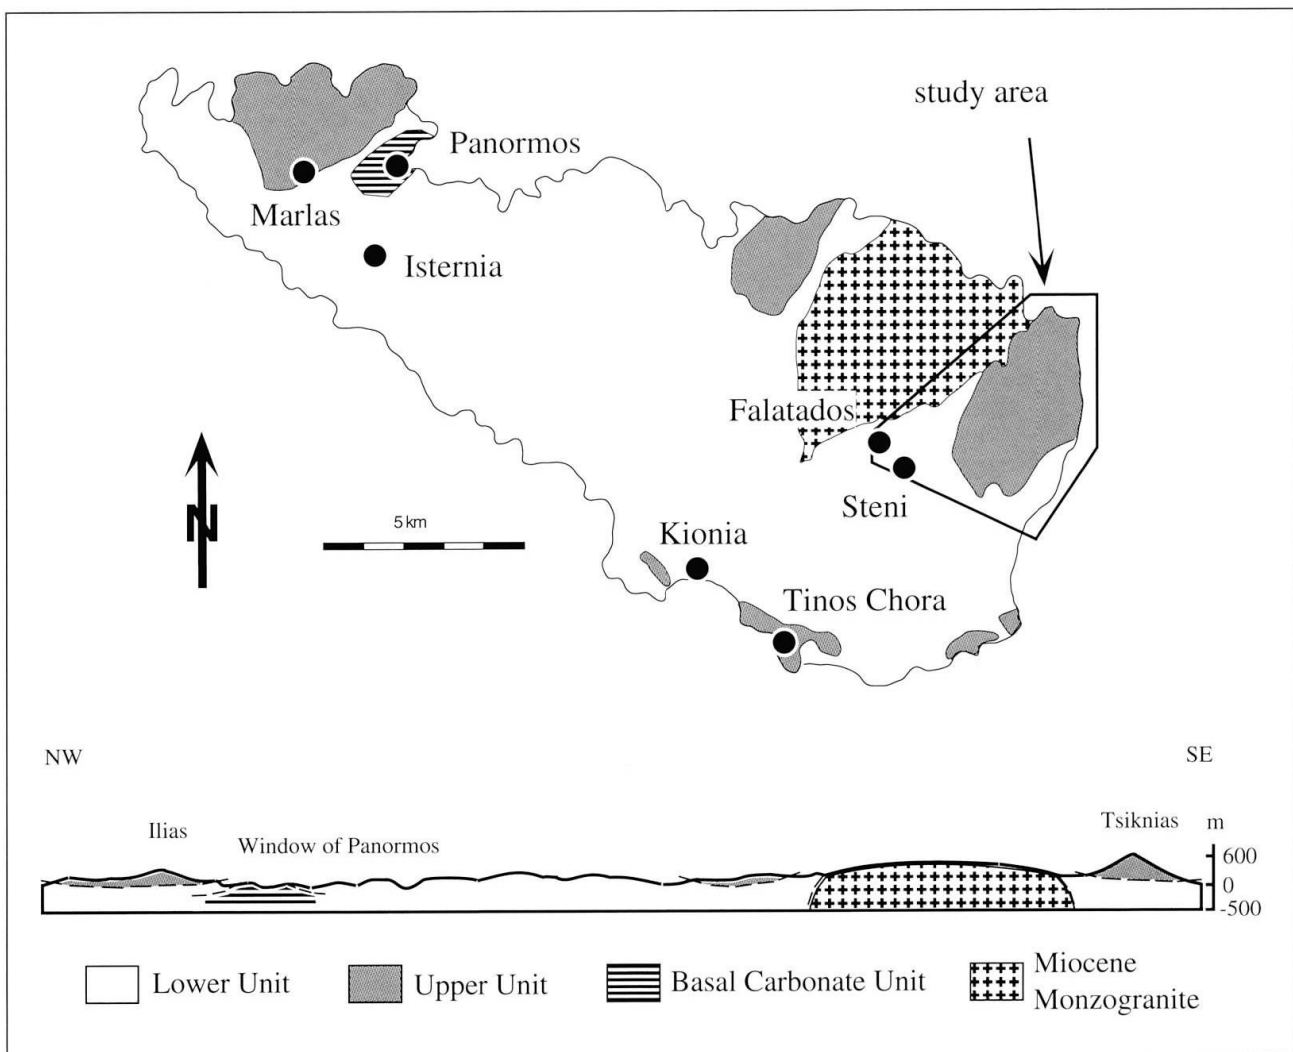 study area
Panormos
Marlas
Isternia
Falatados
Steni
N
5 km
Kionia
Tinos Chora
NW
SE
Ilias
Window of Panormos
Tsiknias
m
600
0
-500
Lower Unit
Upper Unit
Basal Carbonate Unit
Miocene
Monzogranite